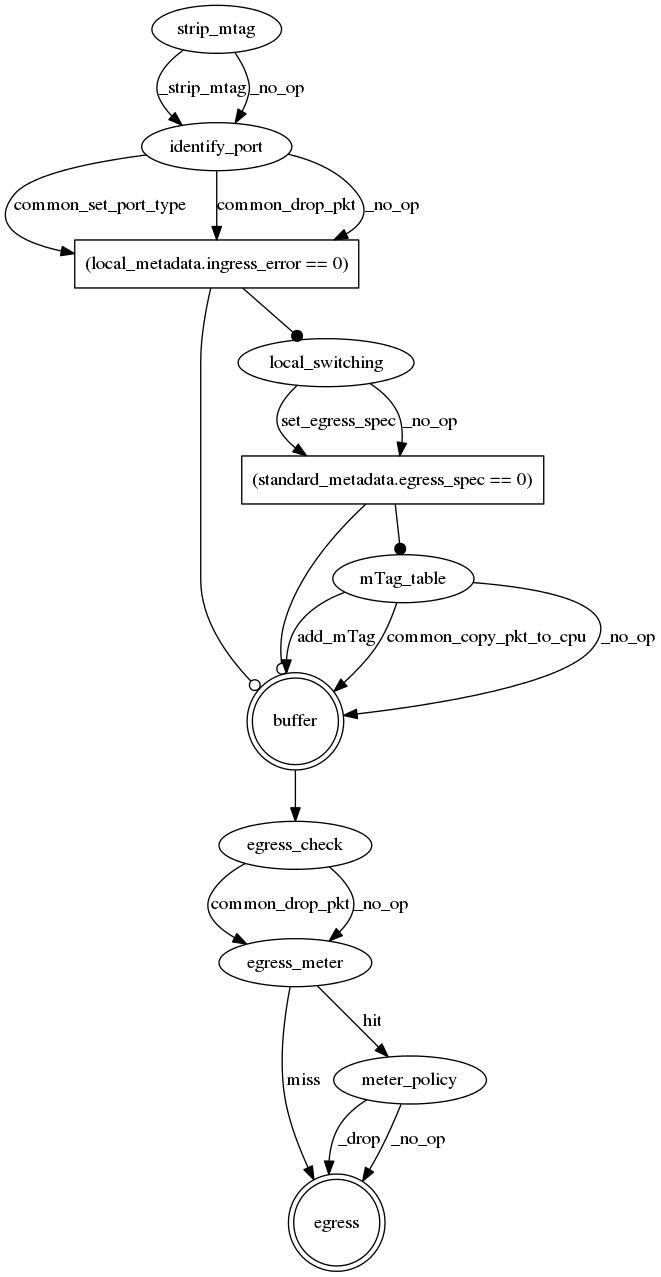 strip_mtag
_strip_mtag _no_op
identify_port
common_set_port_type common_drop_pkt _no_op
(local_metadata.ingress_error == 0)
local_switching
set_egress_spec _no_op
(standard_metadata.egress_spec == 0)
mTag_table
add_mTag common_copy_pkt_to_cpu _no_op
buffer
egress_check
common_drop_pkt _no_op
egress_meter
hit
miss meter_policy
_drop _no_op
egress